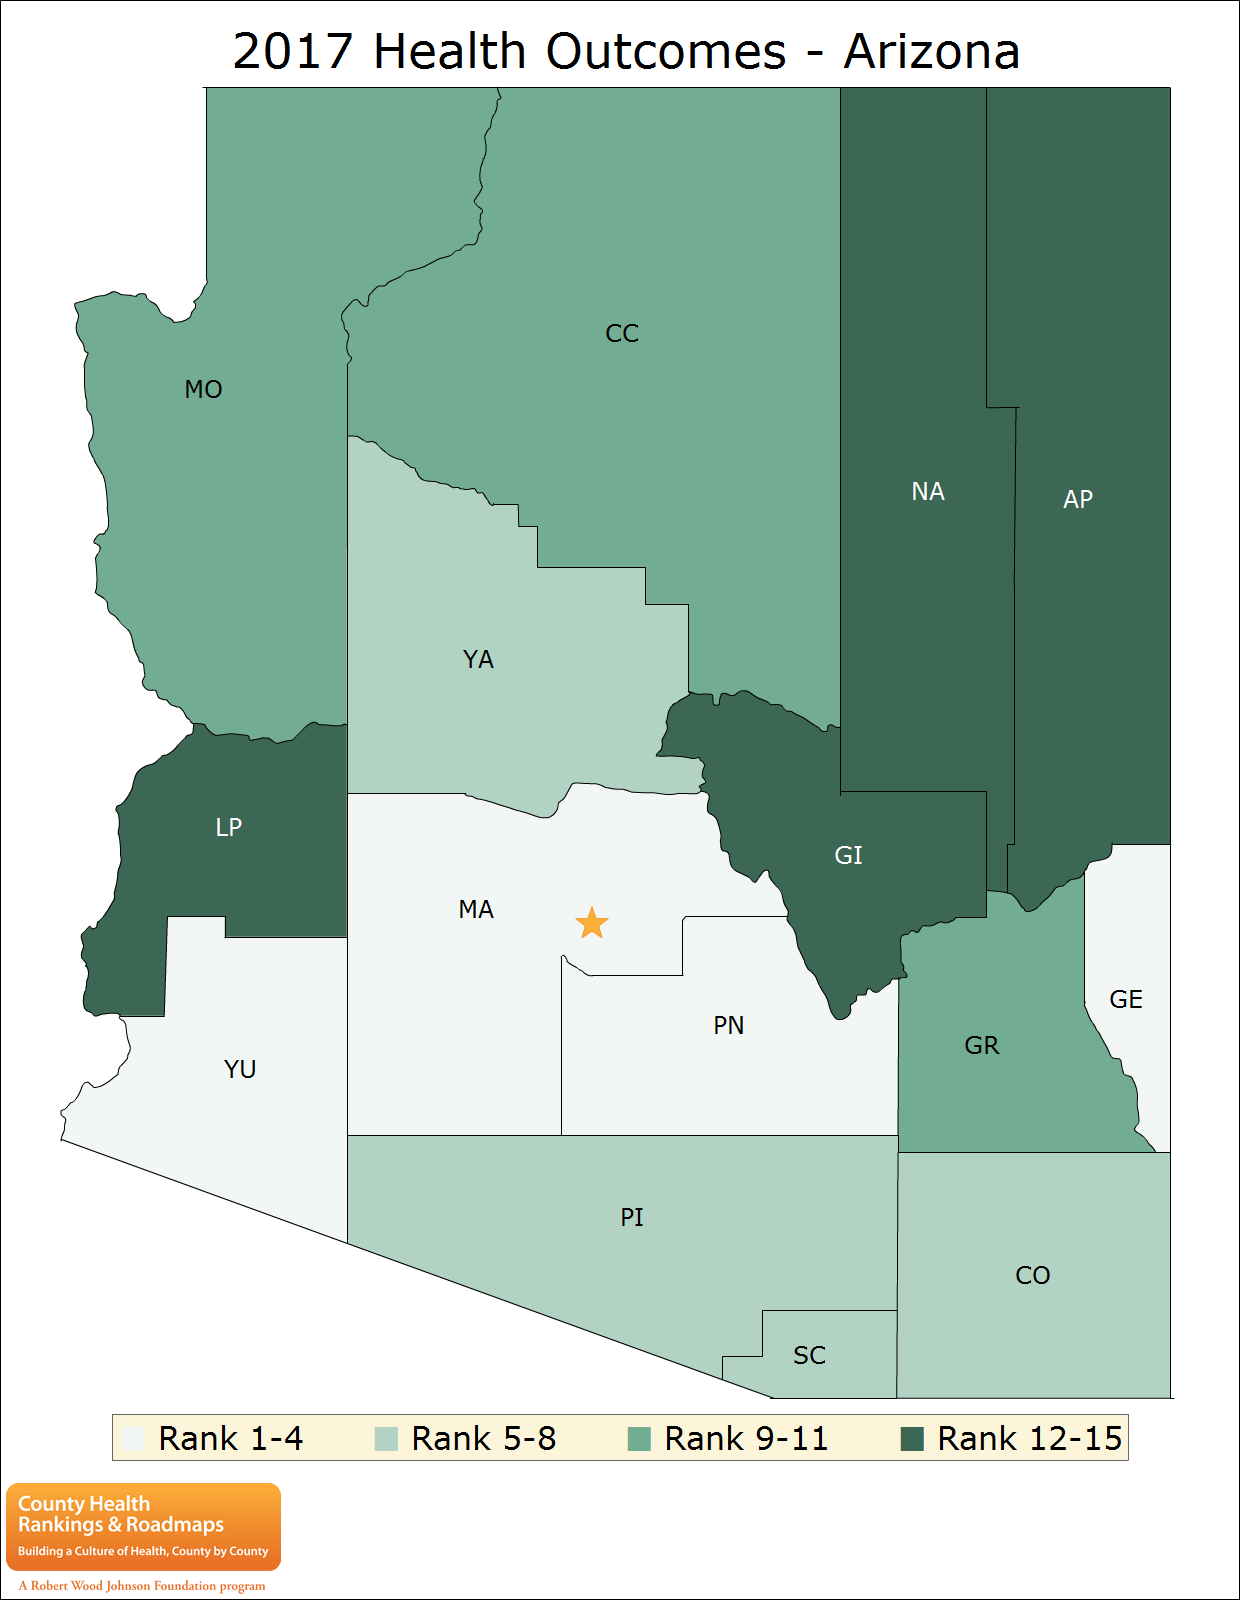 2017 Health Outcomes - Arizona
CC
MO
NA
AP
YA
LP
GI
MA
GE
PN
GR
YU
PI
CO
SC
Rank 1-4
Rank 5-8
Rank 9-11
Rank 12-15
County Health
Rankings & Roadmaps
Building a Culture of Health, County by County
A Robert Wood Johnson Foundation program